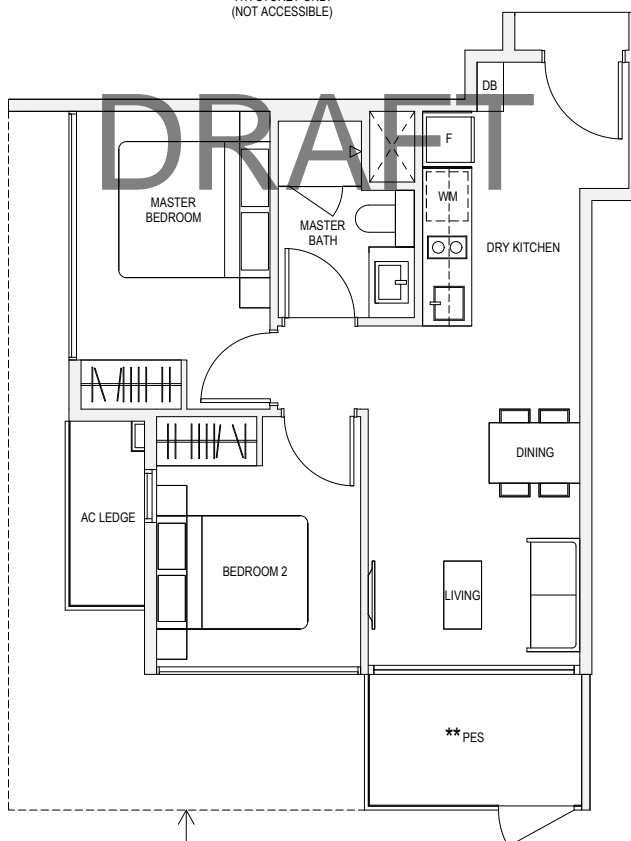 (NOT ACCESSIBLE)
DRAFT
DB
F
WM
MASTER
BEDROOM
MASTER
BATH
DRY KITCHEN
DINING
AC LEDGE
BEDROOM 2
LIVING
** PES